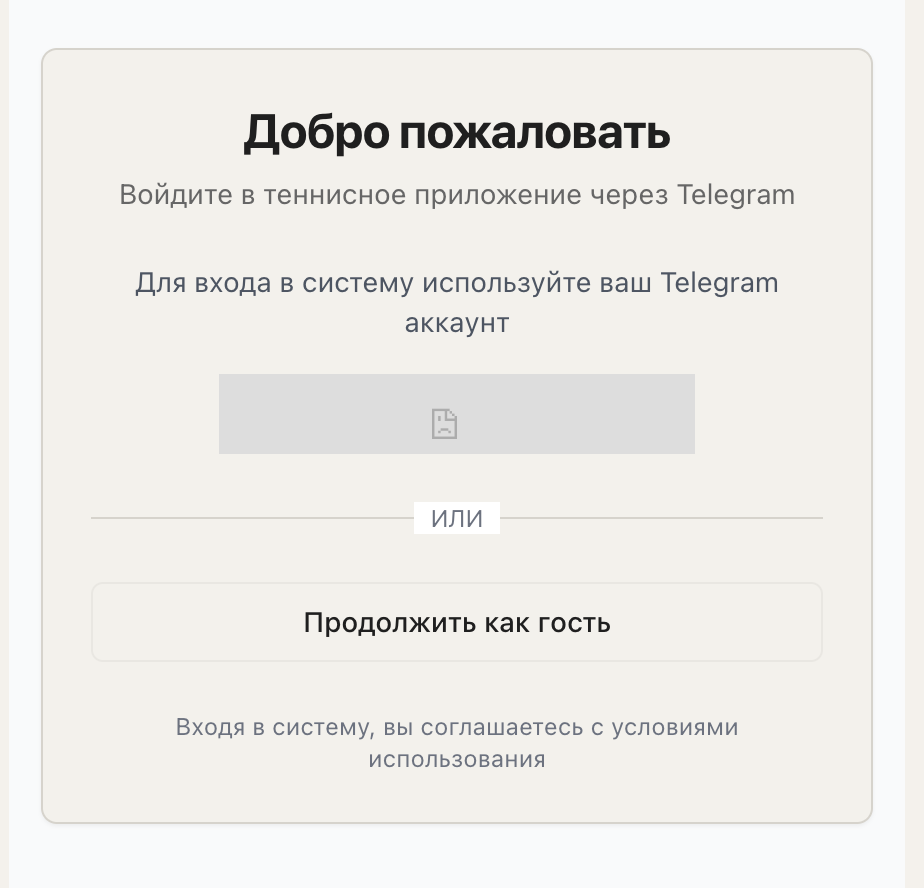 Добро пожаловать
Войдите в теннисное приложение через Telegram
Для входа в систему используйте ваш Telegram
аккаунт
ИЛИ
Продолжить как гость
Входя в систему, вы соглашаетесь с условиями
использования